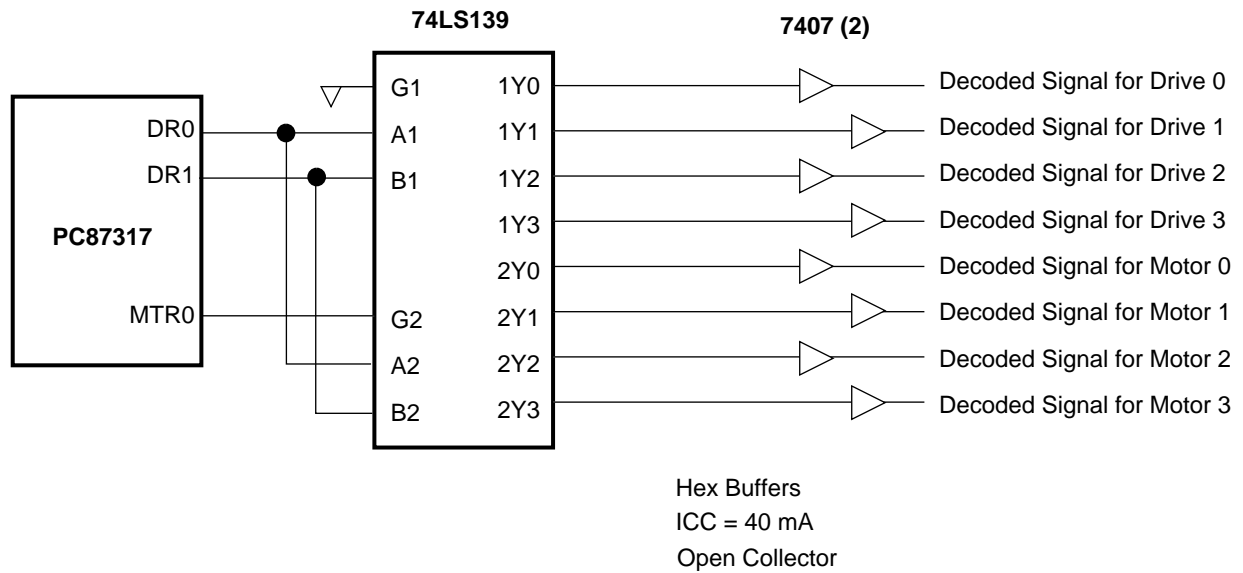 74LS139
7407 (2)
PC87317
DR0
DR1
MTR0
G1
A1
B1
G2
A2
B2
1Y0
1Y1
1Y2
1Y3
2Y0
2Y1
2Y2
2Y3
Decoded Signal for Drive 0
Decoded Signal for Drive 1
Decoded Signal for Drive 2
Decoded Signal for Drive 3
Decoded Signal for Motor 0
Decoded Signal for Motor 1
Decoded Signal for Motor 2
Decoded Signal for Motor 3
Hex Buffers
ICC = 40 mA
Open Collector